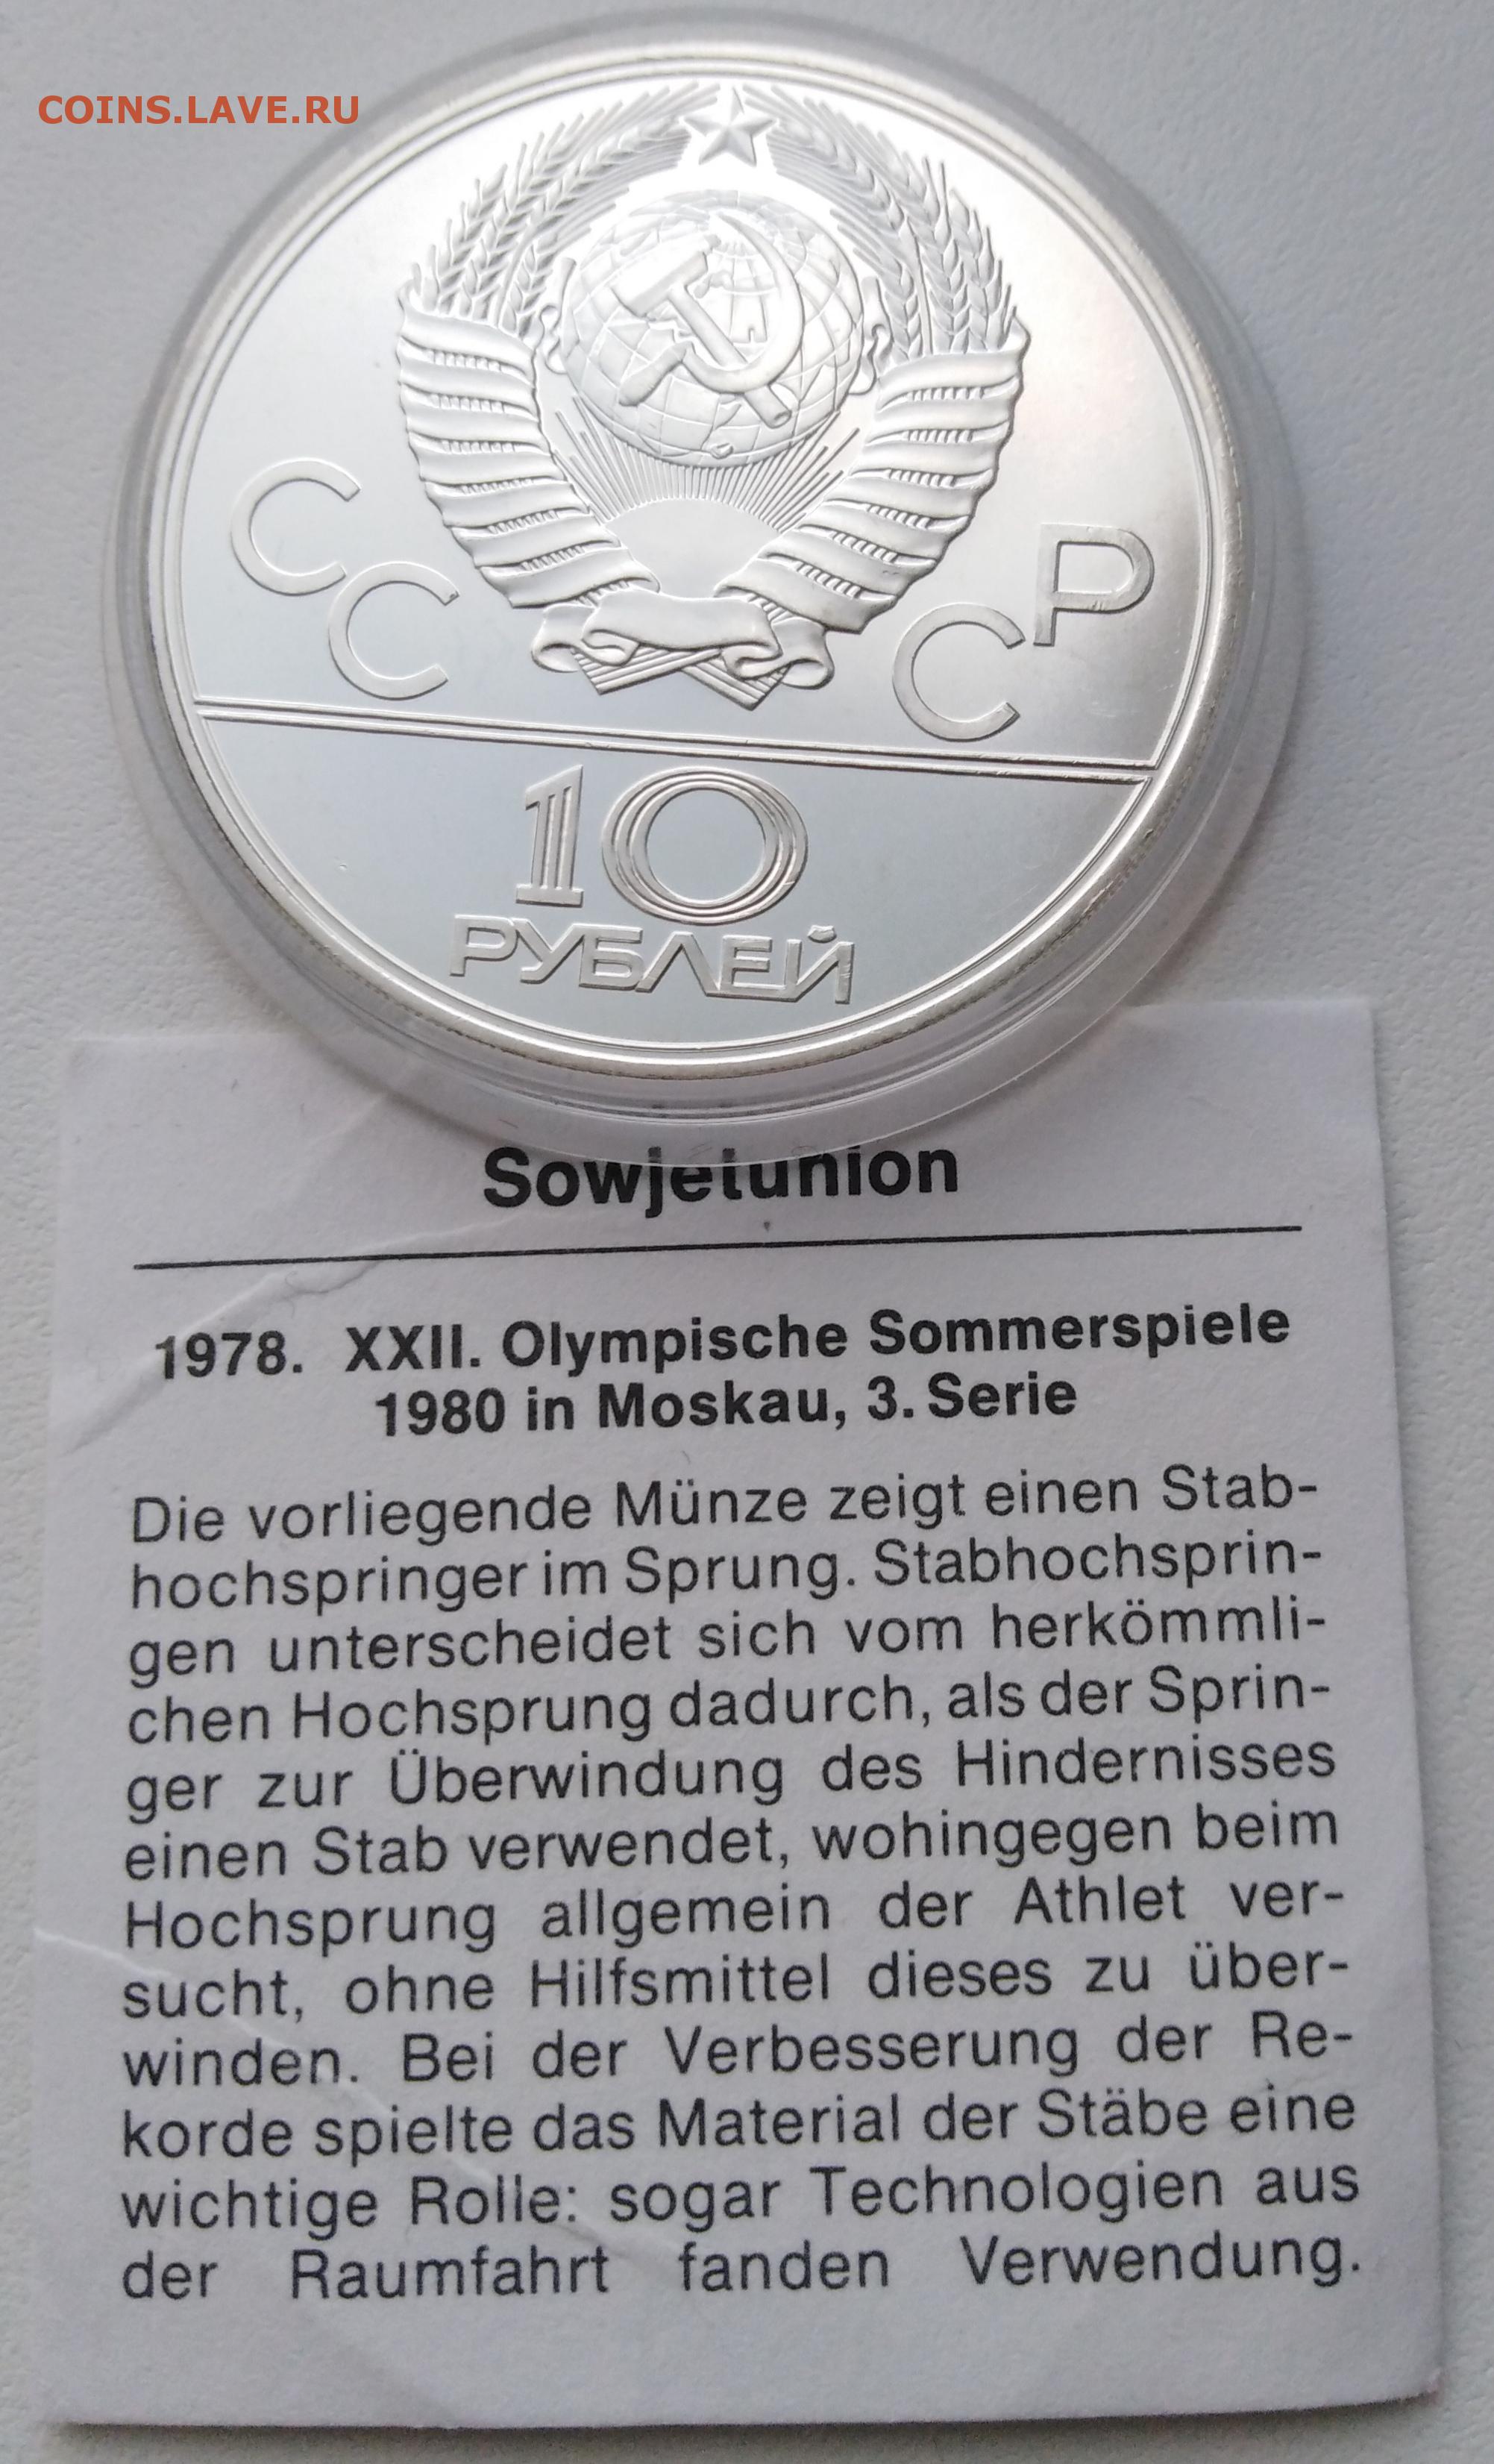 COINS.LAVE.RU
СССР
10
РУБЛЕЙ
Sowjetunion
1978. XXII. Olympische Sommerspiele
1980 in Moskau, 3. Serie
Die vorliegende Münze zeigt einen Stab-
hochspringer im Sprung. Stabhochsprin-
gen unterscheidet sich vom herkömmli-
chen Hochsprung dadurch, als der Sprin-
ger zur Überwindung des Hindernisses
einen Stab verwendet, wohingegen beim
Hochsprung allgemein der Athlet ver-
sucht, ohne Hilfsmittel dieses zu über-
winden. Bei der Verbesserung der Re-
korde spielte das Material der Stäbe eine
wichtige Rolle: sogar Technologien aus
der Raumfahrt fanden Verwendung.